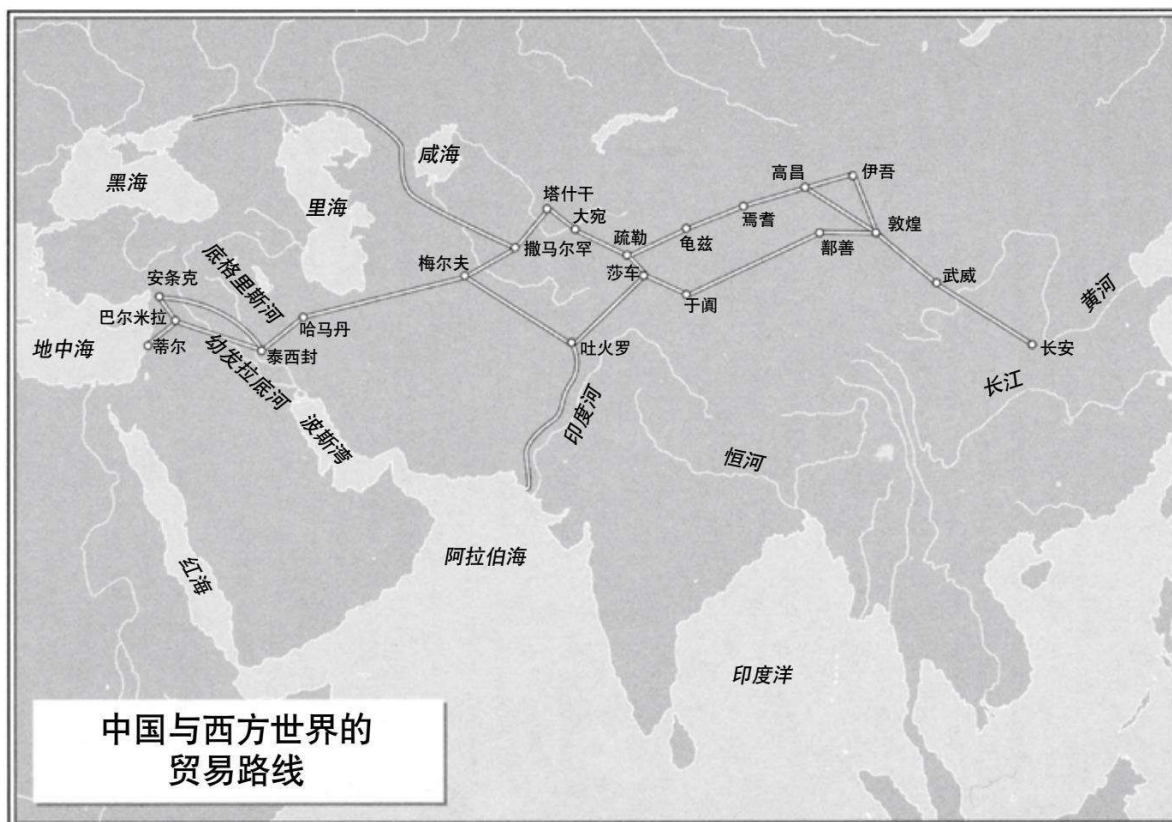 黑海
里海
咸海
塔什干
大宛
撒马尔罕
梅尔夫
疏勒
莎车
龟兹
焉耆
高昌
伊吾
敦煌
鄯善
于阗
武威
长安
黄河
长江
安条克
底格里斯河
巴尔米拉
地中海
蒂尔
幼发拉底河
泰西封
哈马丹
吐火罗
印度河
波斯湾
恒河
红海
阿拉伯海
印度洋
中国与西方世界的
贸易路线